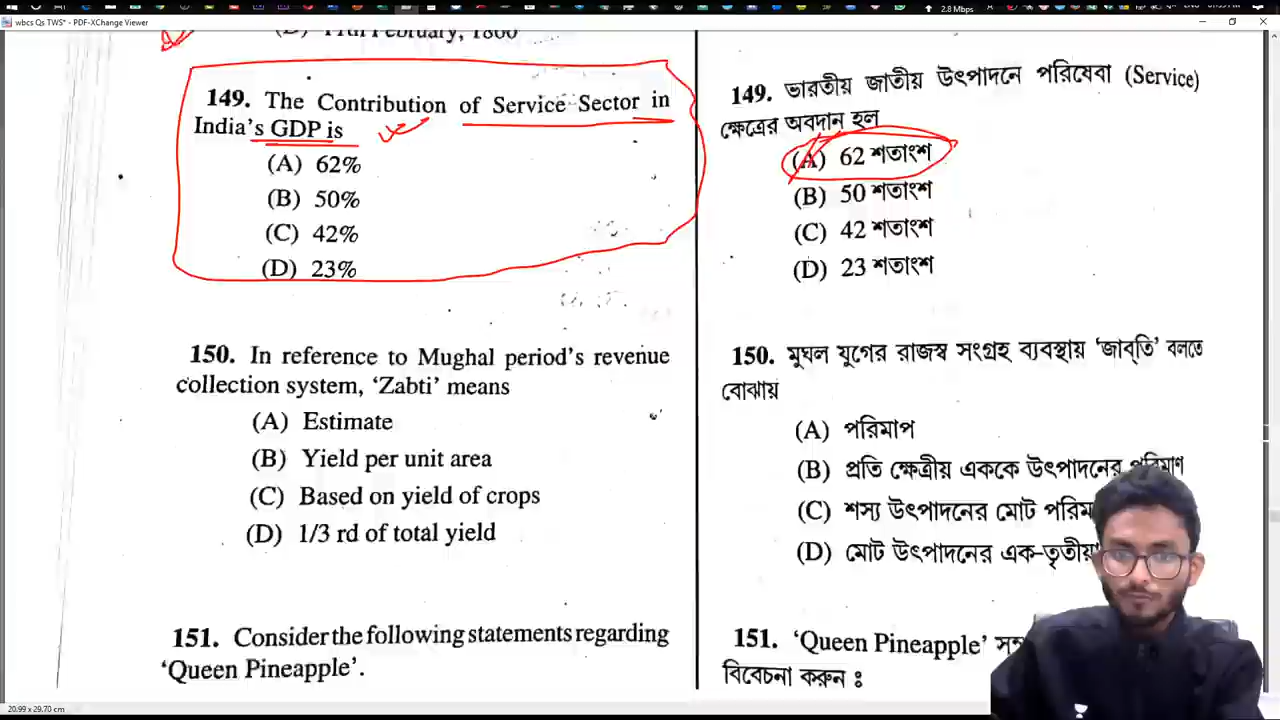 wbcs Qs TWS* - PDF-XChange Viewer
2.8 Mbps
(D) 11th February, 1800
149. The Contribution of Service Sector in
India's GDP is
(A) 62%
(B) 50%
(C) 42%
(D) 23%
150. In reference to Mughal period's revenue
collection system, 'Zabti' means
(A) Estimate
(B) Yield per unit area
(C) Based on yield of crops
(D) 1/3 rd of total yield
151. Consider the following statements regarding
'Queen Pineapple'.
149. ভারতীয় জাতীয় উৎপাদনে পরিষেবা (Service)
ক্ষেত্রের অবদান হল
(A) 62 শতাংশ
(B) 50 শতাংশ
(C) 42 শতাংশ
(D) 23 শতাংশ
150. মুঘল যুগের রাজস্ব সংগ্রহ ব্যবস্থায় 'জাব্‌তি' বলতে
বোঝায়
(A) পরিমাপ
(B) প্রতি ক্ষেত্রীয় এককে উৎপাদনের পরিমাণ
(C) শস্য উৎপাদনের মোট
(D) মোট উৎপাদনের
151. 'Queen Pineapple'
বিবেচনা করুন :
20.99 x 29.70 cm